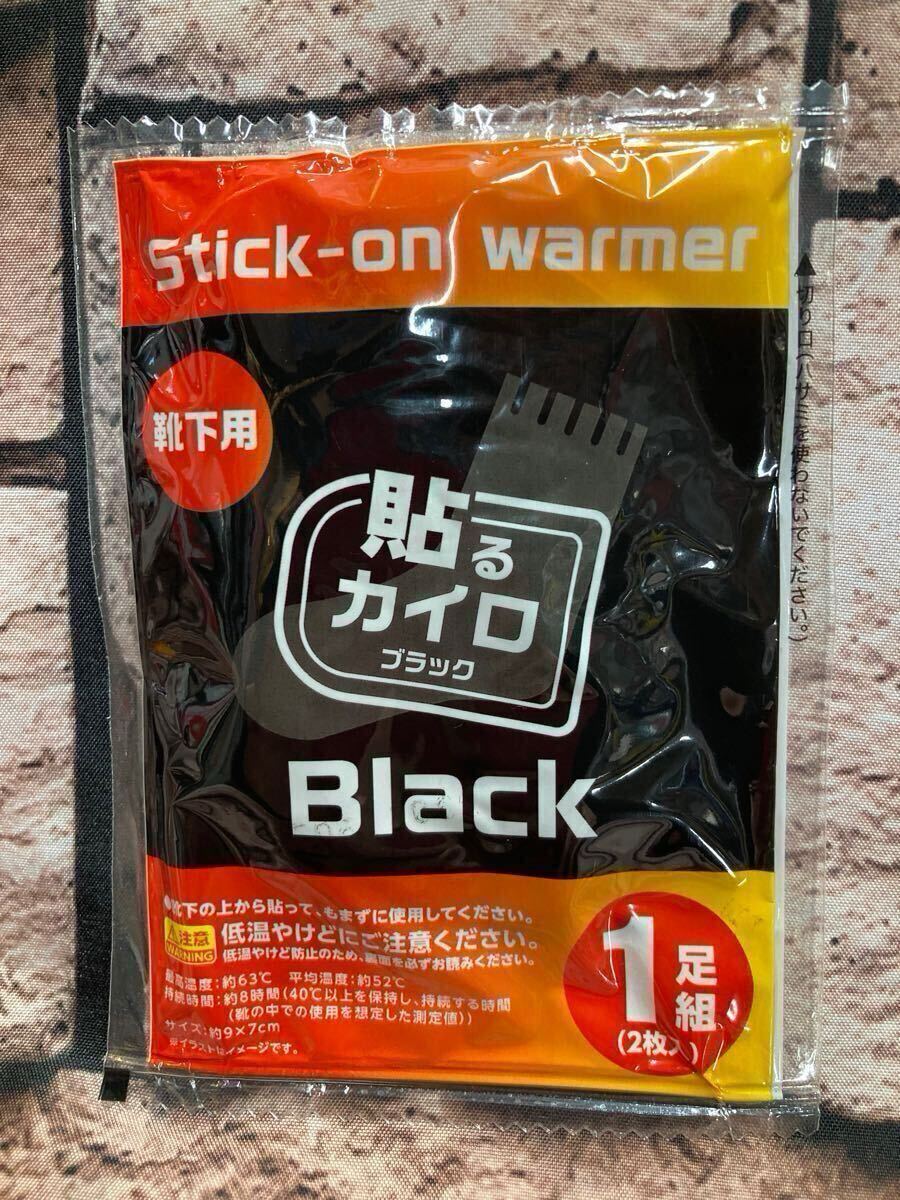 Stick-on warmer
靴下用
貼る
カイロ
ブラック
Black
●靴下の上から貼って、もまずに使用してください。
注意
WARNING
低温やけどにご注意ください。
低温やけど防止のため、裏面を必ずお読みください。
最高温度:約63℃ 平均温度:約52℃
持続時間:約8時間(40℃以上を保持し、持続する時間
(靴の中での使用を想定した測定値))
サイズ:約9×7cm
※イラストはイメージです。
1足組
(2枚入)
▲切り口(ハサミを使わないでください。)